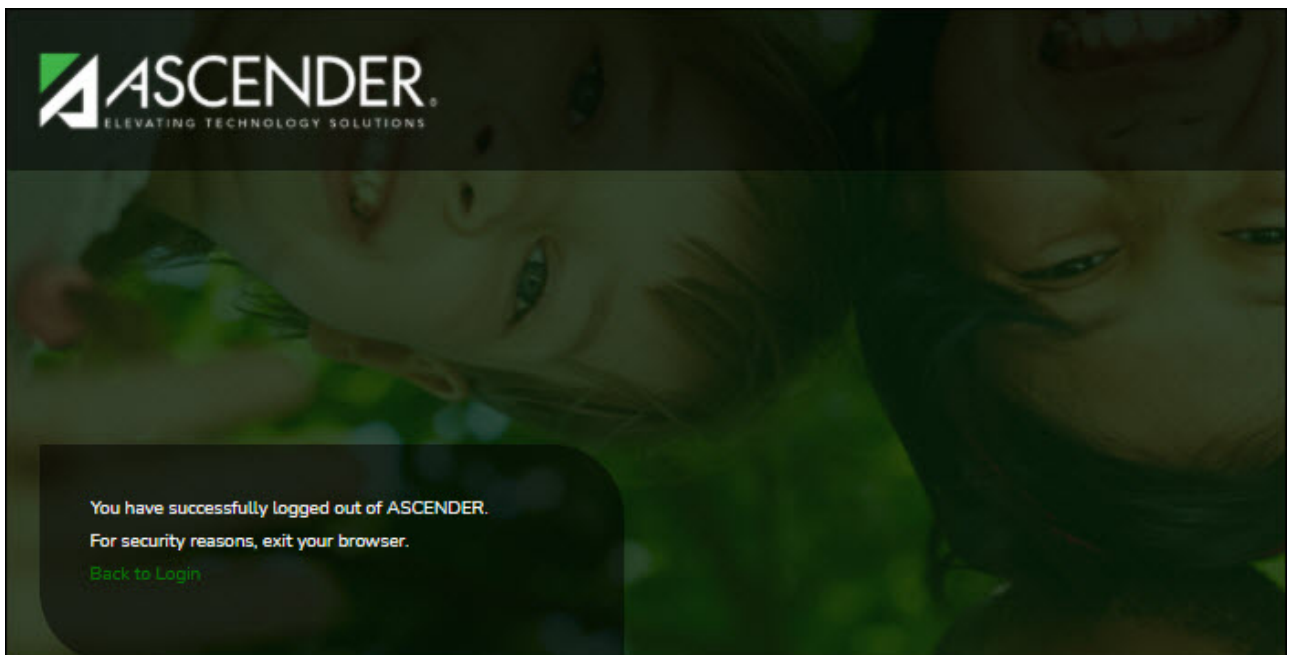 ASCENDER®
ELEVATING TECHNOLOGY SOLUTIONS
You have successfully logged out of ASCENDER.
For security reasons, exit your browser.
Back to Login